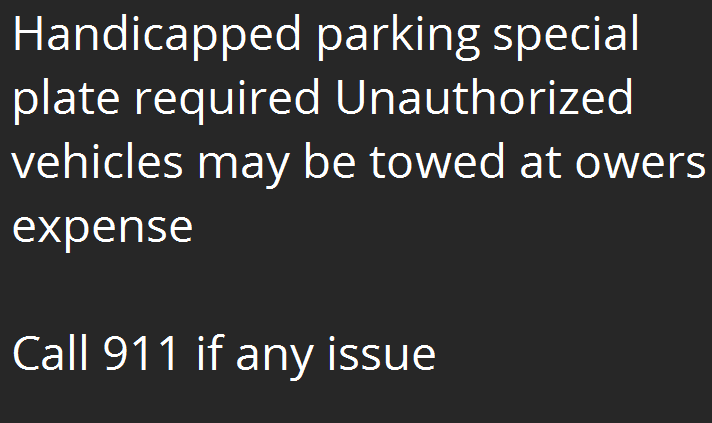 Handicapped parking special
plate required Unauthorized
vehicles may be towed at owers
expense
Call 911 if any issue